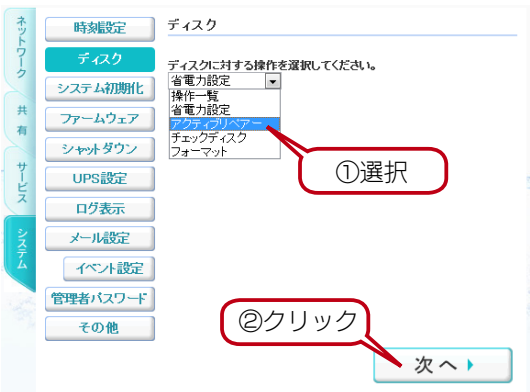 ネットワーク
共有
サービス
システム
時刻設定
ディスク
システム初期化
ファームウェア
シャットダウン
UPS設定
ログ表示
メール設定
イベント設定
管理者パスワード
その他
ディスク
ディスクに対する操作を選択してください。
省電力設定
操作一覧
省電力設定
アクティブリペアー
チェックディスク
フォーマット
①選択
②クリック
次へ